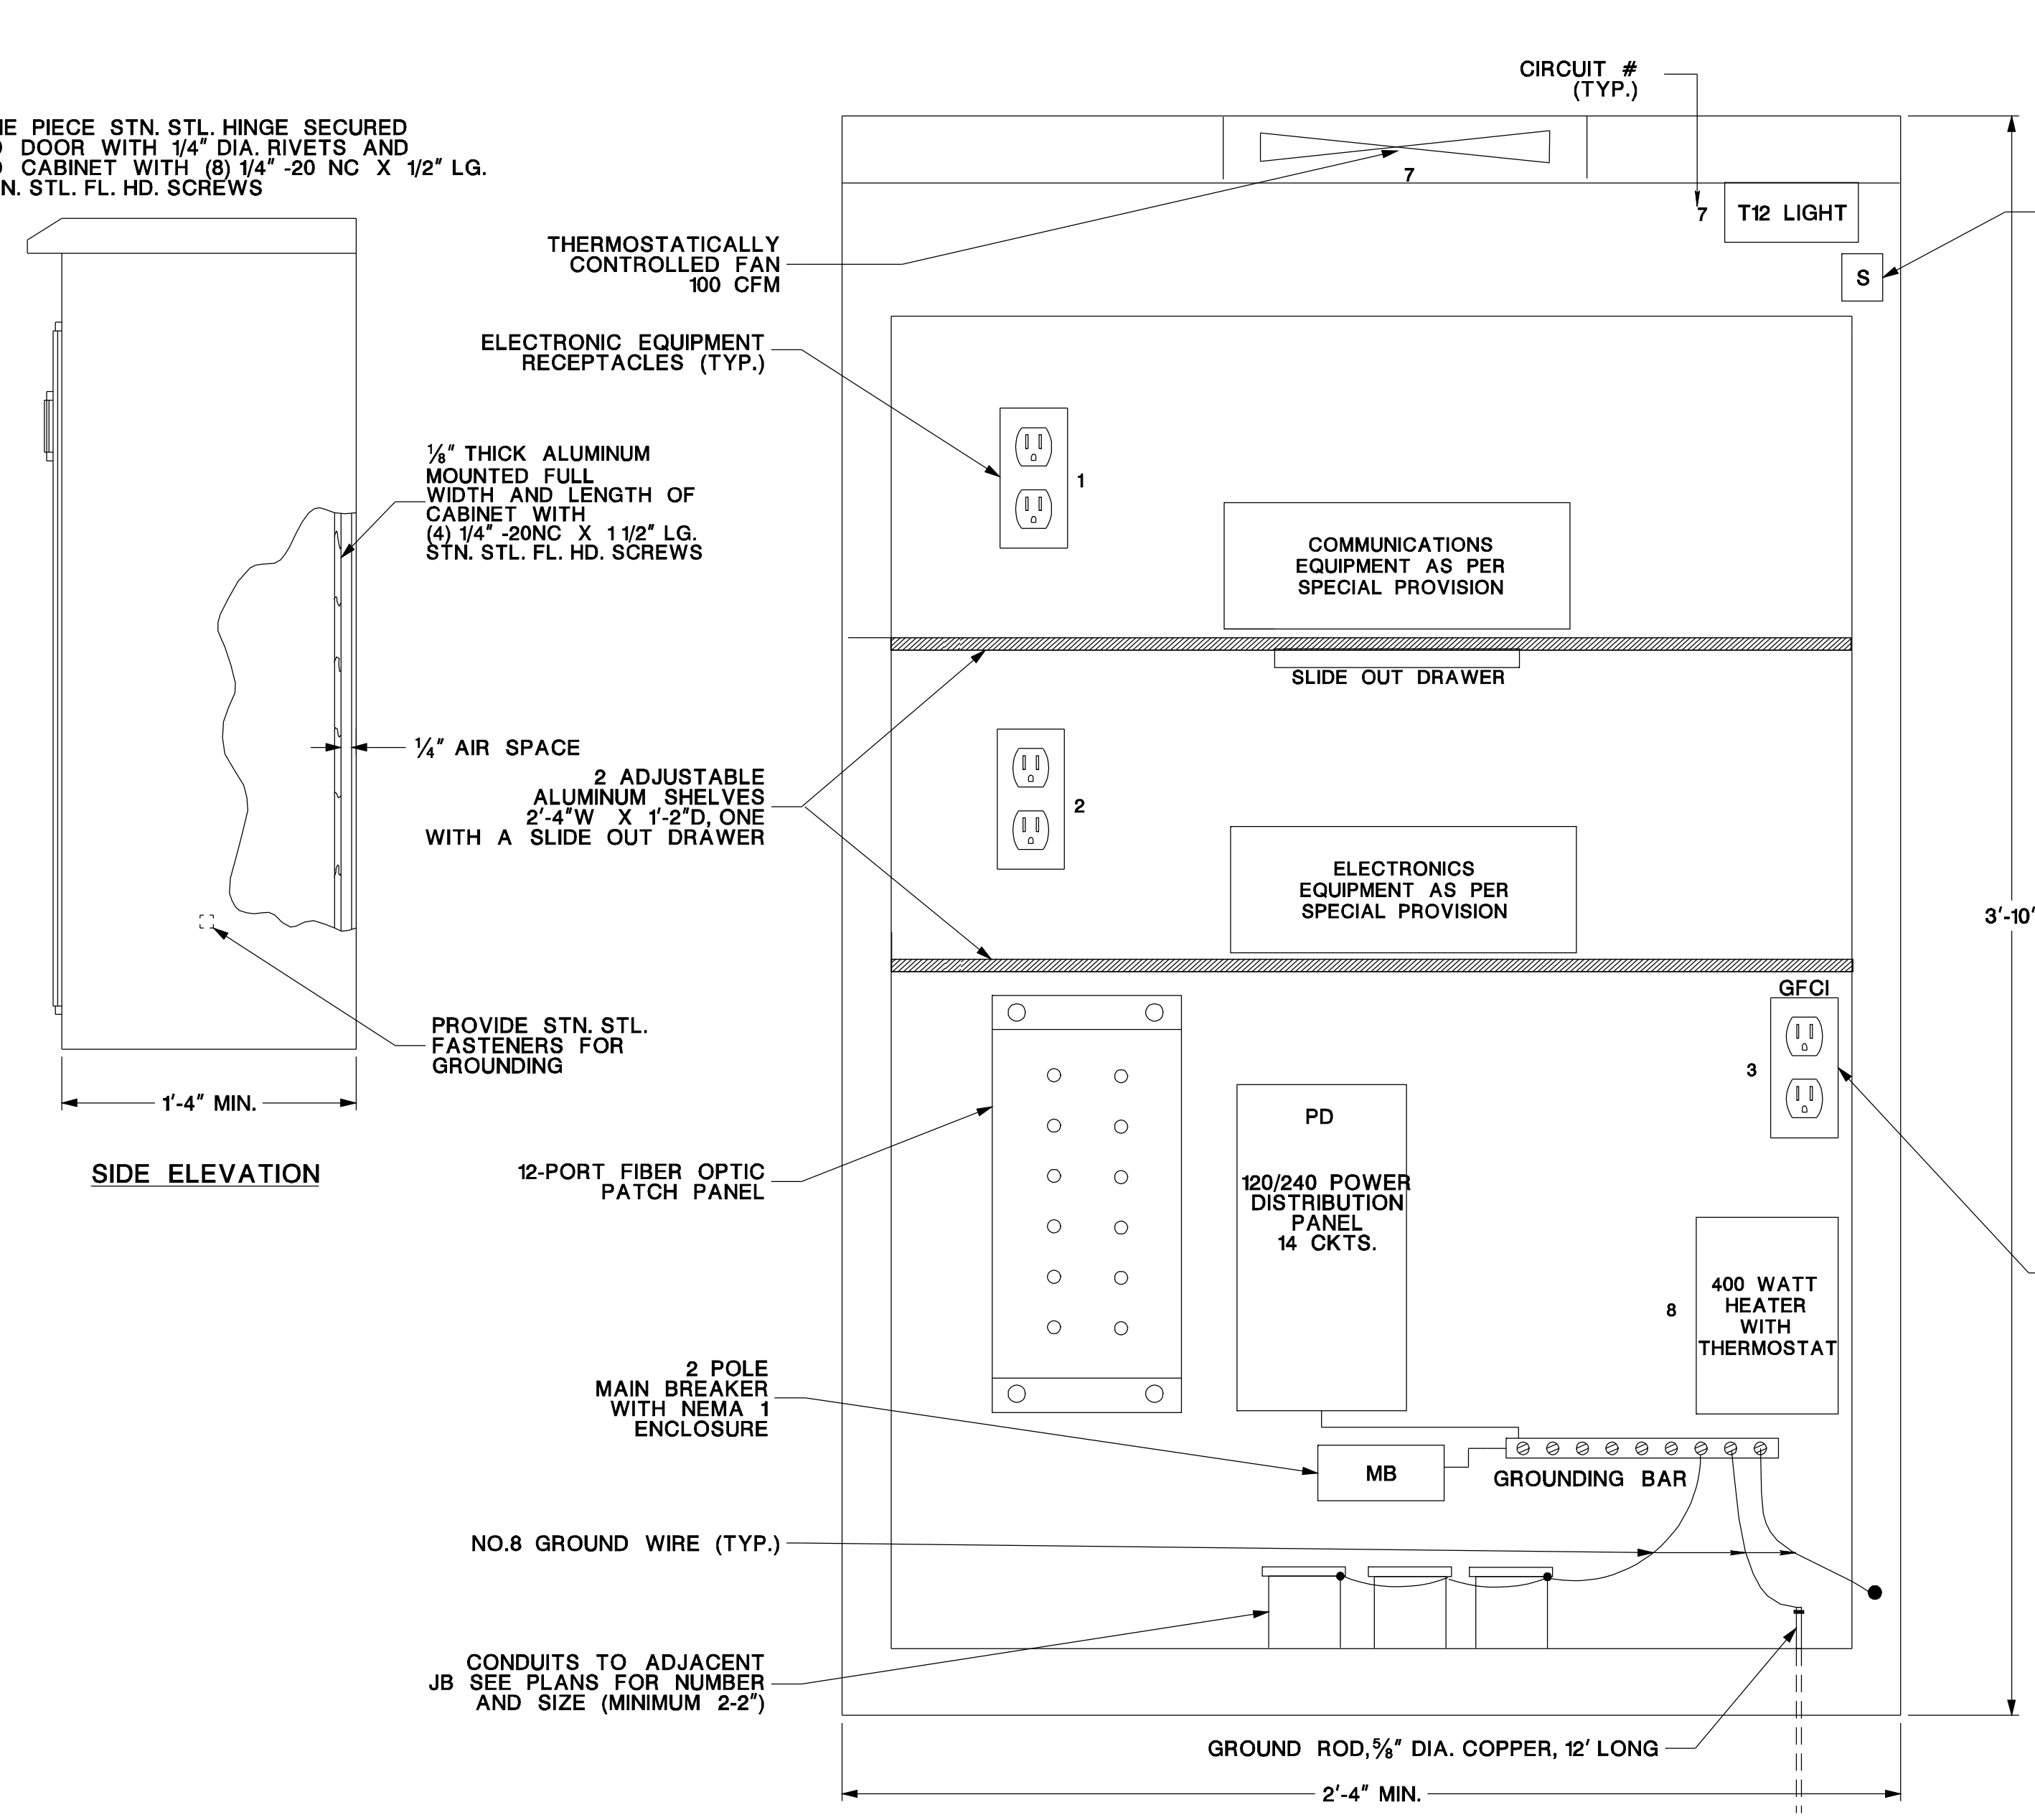 PIECE STN. STL. HINGE SECURED
DOOR WITH 1/4" DIA. RIVETS AND
CABINET WITH (8) 1/4" -20 NC X 1/2" LG.
STL. FL. HD. SCREWS
1/8" THICK ALUMINUM
MOUNTED FULL
WIDTH AND LENGTH OF
CABINET WITH
(4) 1/4" -20NC X 1 1/2" LG.
STN. STL. FL. HD. SCREWS
1/4" AIR SPACE
PROVIDE STN. STL.
FASTENERS FOR
GROUNDING
1'-4" MIN.
SIDE ELEVATION
CIRCUIT #
(TYP.)
7
7
T12 LIGHT
S
THERMOSTATICALLY
CONTROLLED FAN
100 CFM
ELECTRONIC EQUIPMENT
RECEPTACLES (TYP.)
1
COMMUNICATIONS
EQUIPMENT AS PER
SPECIAL PROVISION
SLIDE OUT DRAWER
2 ADJUSTABLE
ALUMINUM SHELVES
2'-4"W X 1'-2"D, ONE
WITH A SLIDE OUT DRAWER
2
ELECTRONICS
EQUIPMENT AS PER
SPECIAL PROVISION
3'-10"
GFCI
3
12-PORT FIBER OPTIC
PATCH PANEL
PD
120/240 POWER
DISTRIBUTION
PANEL
14 CKTS.
8
400 WATT
HEATER
WITH
THERMOSTAT
2 POLE
MAIN BREAKER
WITH NEMA 1
ENCLOSURE
MB
GROUNDING BAR
NO.8 GROUND WIRE (TYP.)
CONDUITS TO ADJACENT
JB SEE PLANS FOR NUMBER
AND SIZE (MINIMUM 2-2")
GROUND ROD, 5/8" DIA. COPPER, 12' LONG
2'-4" MIN.